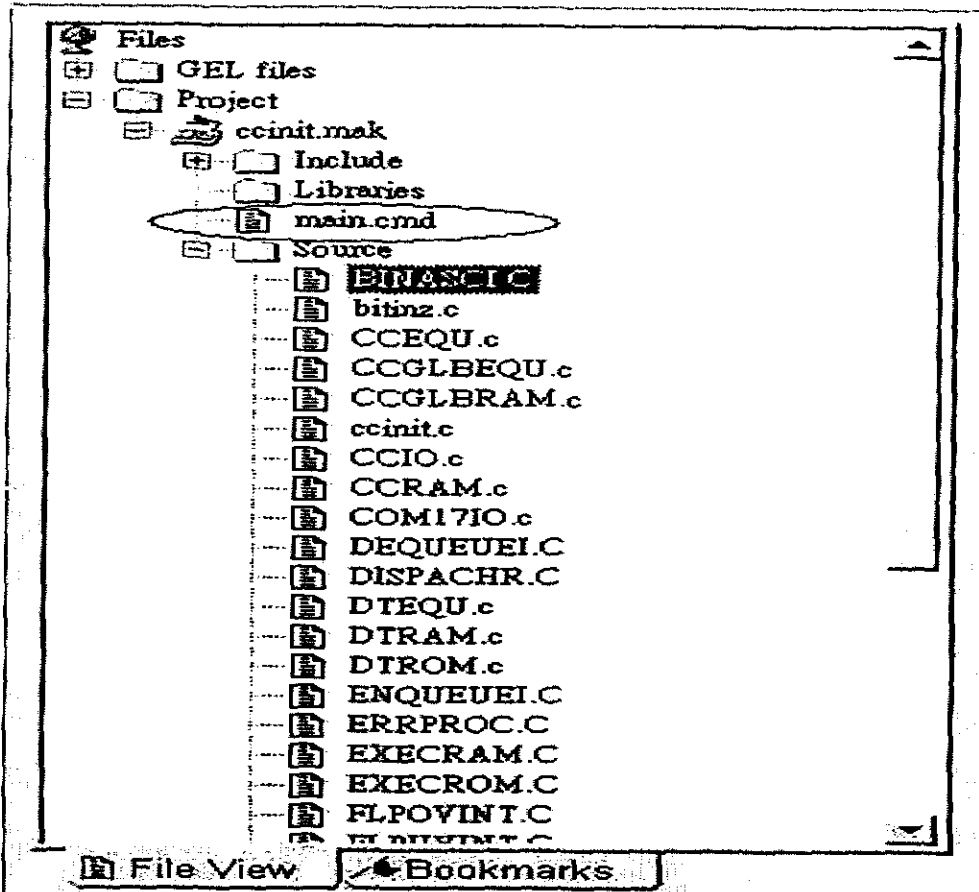 Files
GEL files
Project
ccinit.mak
Include
Libraries
main.cmd
Source
BINASCI.C
bitinz.c
CCEQU.c
CCGLBEQU.c
CCGLBRAM.c
ccinit.c
CCIO.c
CCRAM.c
COM17IO.c
DEQUEUEI.C
DISPACHR.C
DTEQU.c
DTRAM.c
DTROM.c
ENQUEUEI.C
ERRPROC.C
EXECRAM.C
EXECROM.C
FLPOVINT.C
File View
Bookmarks